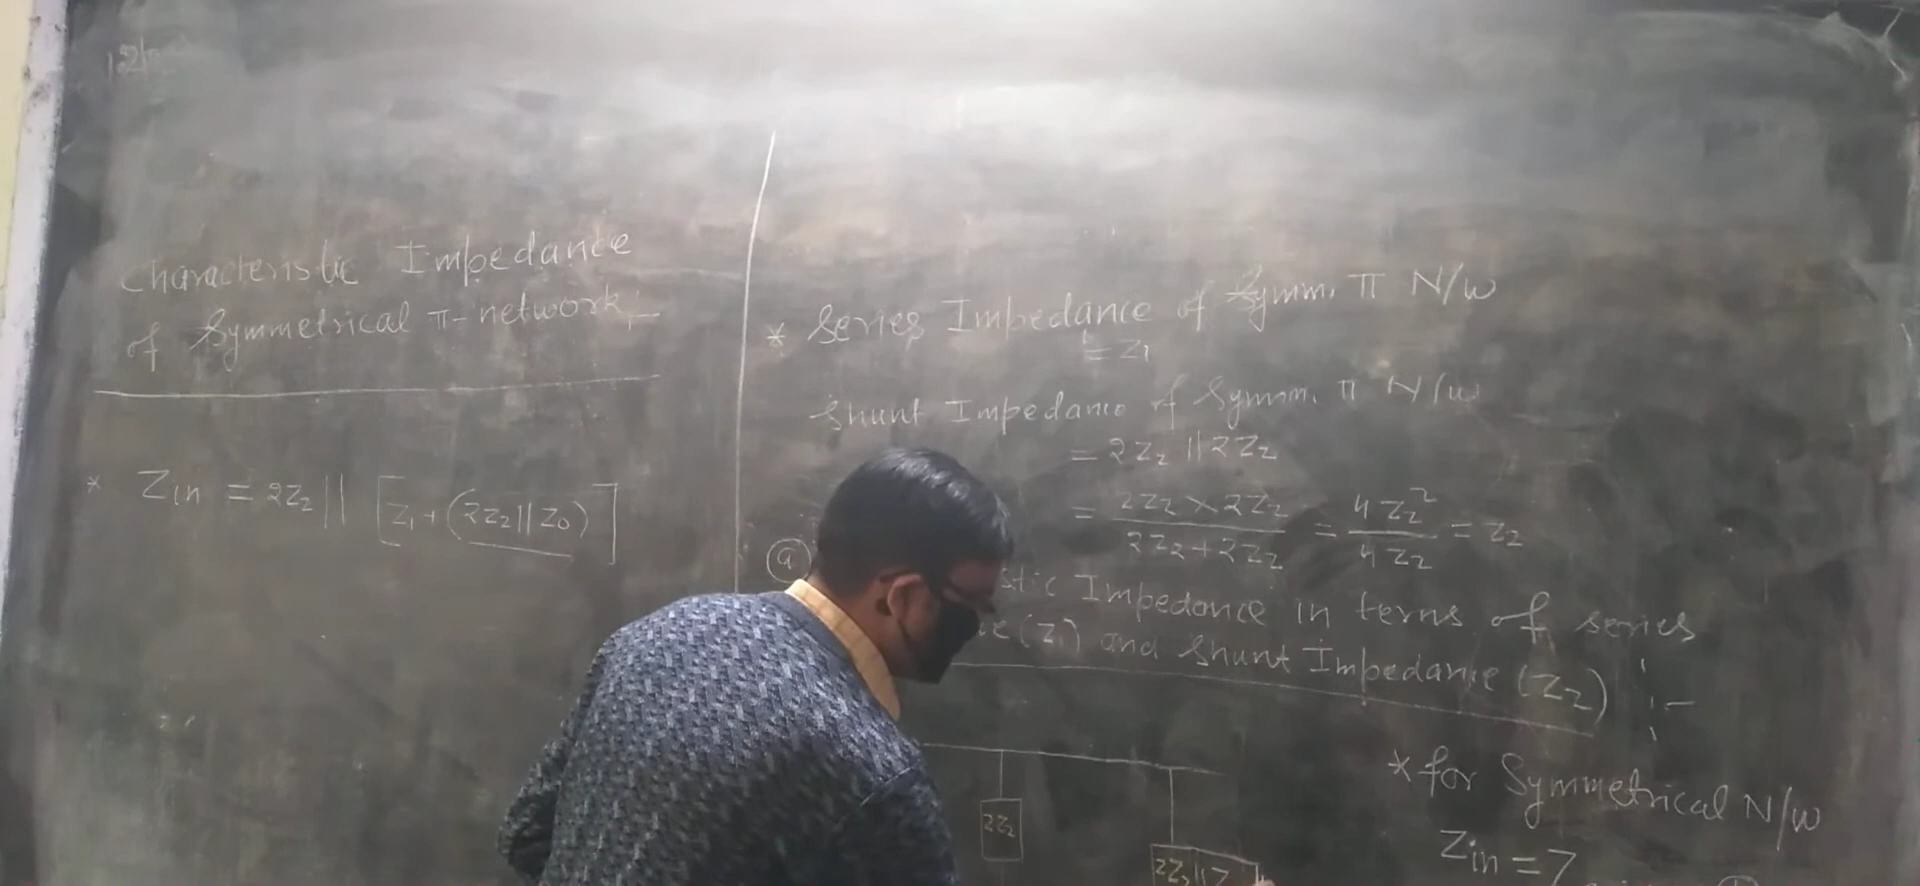 Characteristic Impedance
of Symmetrical π-network:-
* Zin = 2Z₂ || [Z₁ + (2Z₂ || Z₀)]
* Series Impedance of Symm. π N/w
= Z₁
Shunt Impedance of Symm. π N/w
= 2Z₂ || 2Z₂
= 2Z₂ × 2Z₂ / 2Z₂ + 2Z₂ = 4Z₂² / 4Z₂ = Z₂
(a) stic Impedance in terms of series
ce (Z₁) and Shunt Impedance (Z₂) :-
2Z₂
* for Symmetrical N/w
Zin =